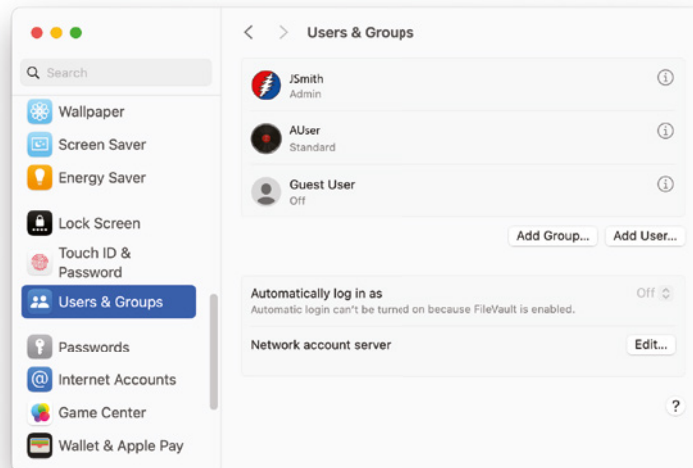 Users & Groups
Search
Wallpaper
Screen Saver
Energy Saver
Lock Screen
Touch ID &
Password
Users & Groups
Passwords
Internet Accounts
Game Center
Wallet & Apple Pay
JSmith
Admin
AUser
Standard
Guest User
Off
Add Group...
Add User...
Automatically log in as
Off
Automatic login can't be turned on because FileVault is enabled.
Network account server
Edit...
?